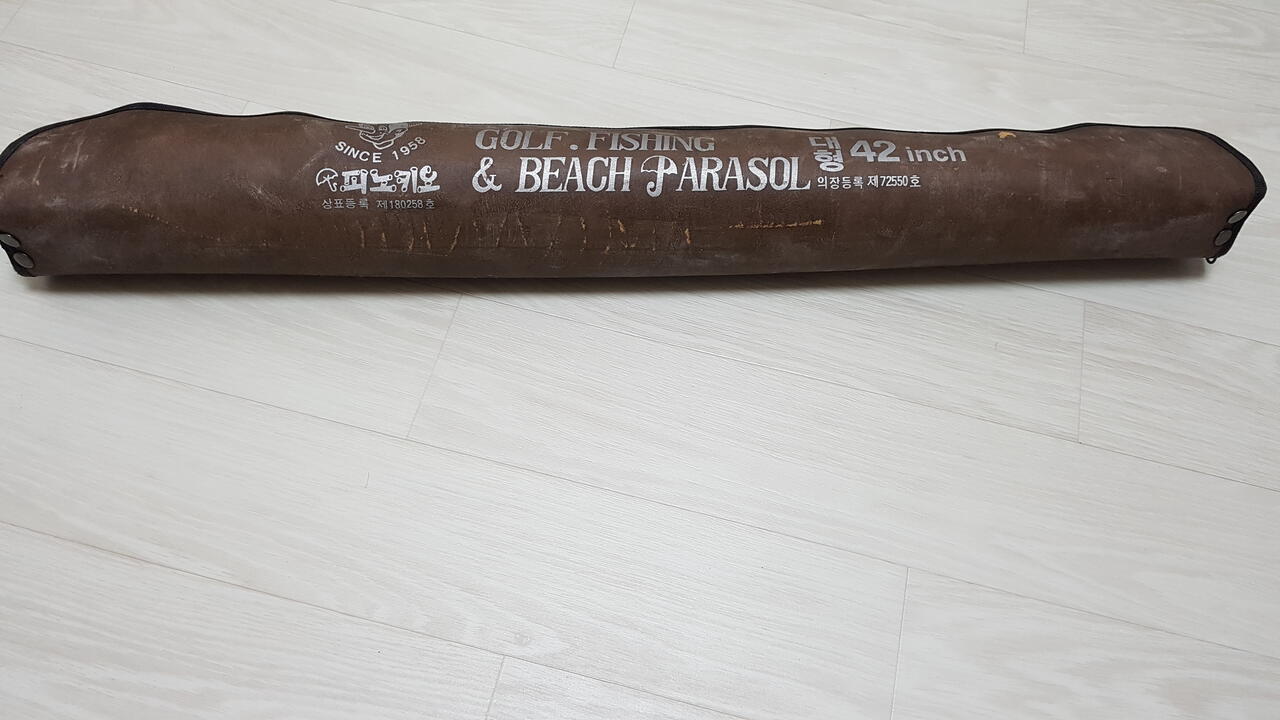 SINCE 1958
피노키오
상표등록 제180258호
GOLF. FISHING
& BEACH PARASOL
대형 42 inch
의장등록 제72550호